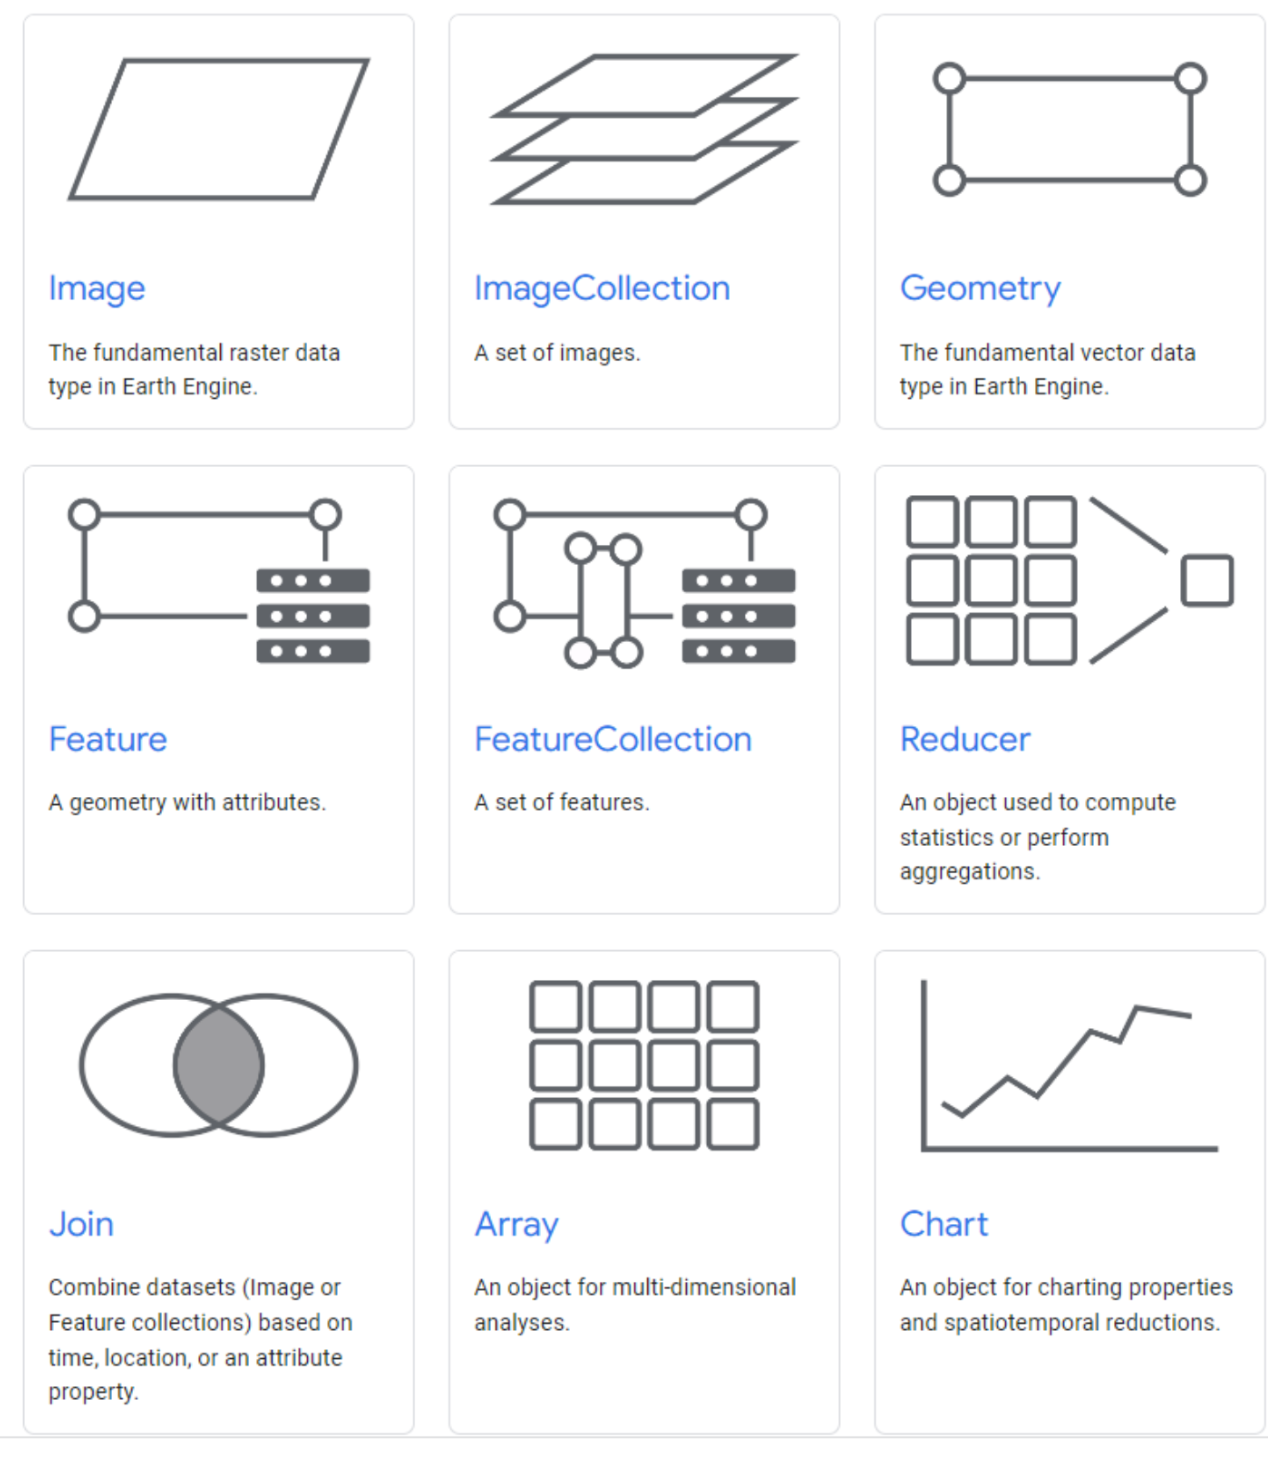 Image
The fundamental raster data
type in Earth Engine.
ImageCollection
A set of images.
Geometry
The fundamental vector data
type in Earth Engine.
Feature
A geometry with attributes.
FeatureCollection
A set of features.
Reducer
An object used to compute
statistics or perform
aggregations.
Join
Combine datasets (Image or
Feature collections) based on
time, location, or an attribute
property.
Array
An object for multi-dimensional
analyses.
Chart
An object for charting properties
and spatiotemporal reductions.